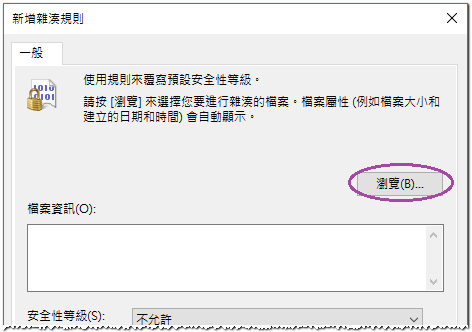 新增雜湊規則
一般
使用規則來覆寫預設安全性等級。
請按 [瀏覽] 來選擇您要進行雜湊的檔案。檔案屬性 (例如檔案大小和
建立的日期和時間) 會自動顯示。
瀏覽(B)...
檔案資訊(O):
安全性等級(S):
不允許